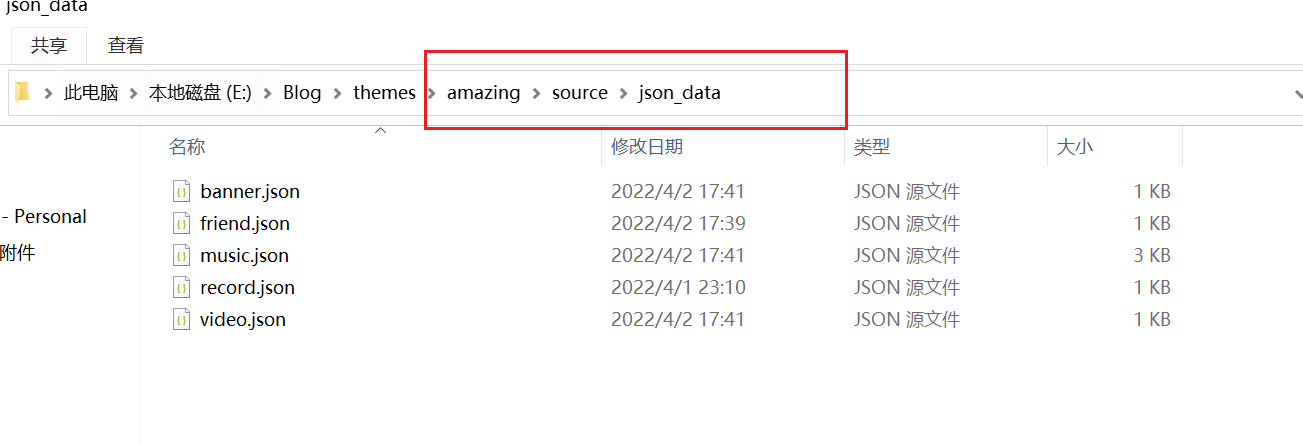 json_data
共享 查看
此电脑 本地磁盘 (E:) Blog themes amazing source json_data
名称 修改日期 类型 大小
banner.json 2022/4/2 17:41 JSON 源文件 1 KB
- Personal
friend.json 2022/4/2 17:39 JSON 源文件 1 KB
附件
music.json 2022/4/2 17:41 JSON 源文件 3 KB
record.json 2022/4/1 23:10 JSON 源文件 1 KB
video.json 2022/4/2 17:41 JSON 源文件 1 KB